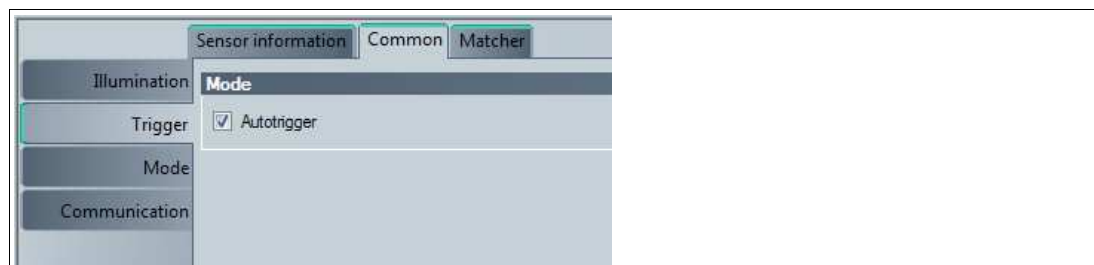 Sensor information Common Matcher
Illumination
Mode
Trigger
Autotrigger
Mode
Communication